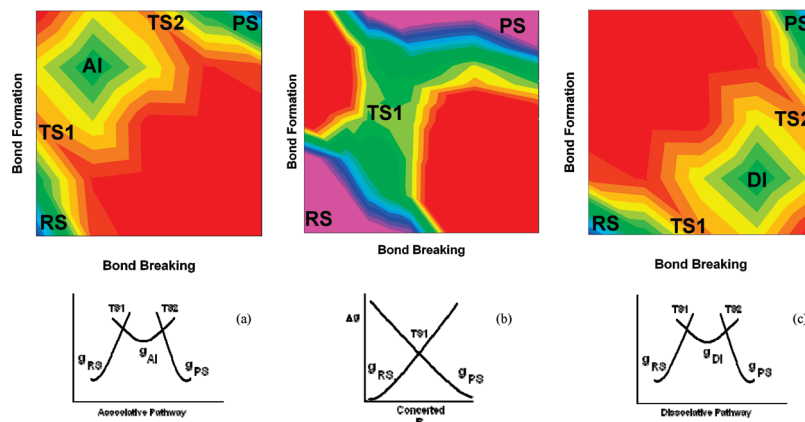 TS2
PS
AI
TS1
RS
Bond Formation
Bond Breaking
PS
TS1
RS
Bond Formation
Bond Breaking
PS
TS2
DI
TS1
RS
Bond Formation
Bond Breaking
TS1
TS2
(a)
g RS
g AI
g PS
Associative Pathway
Δg
TS1
(b)
g RS
g PS
Concerted
TS1
TS2
(c)
g RS
g DI
g PS
Dissociative Pathway